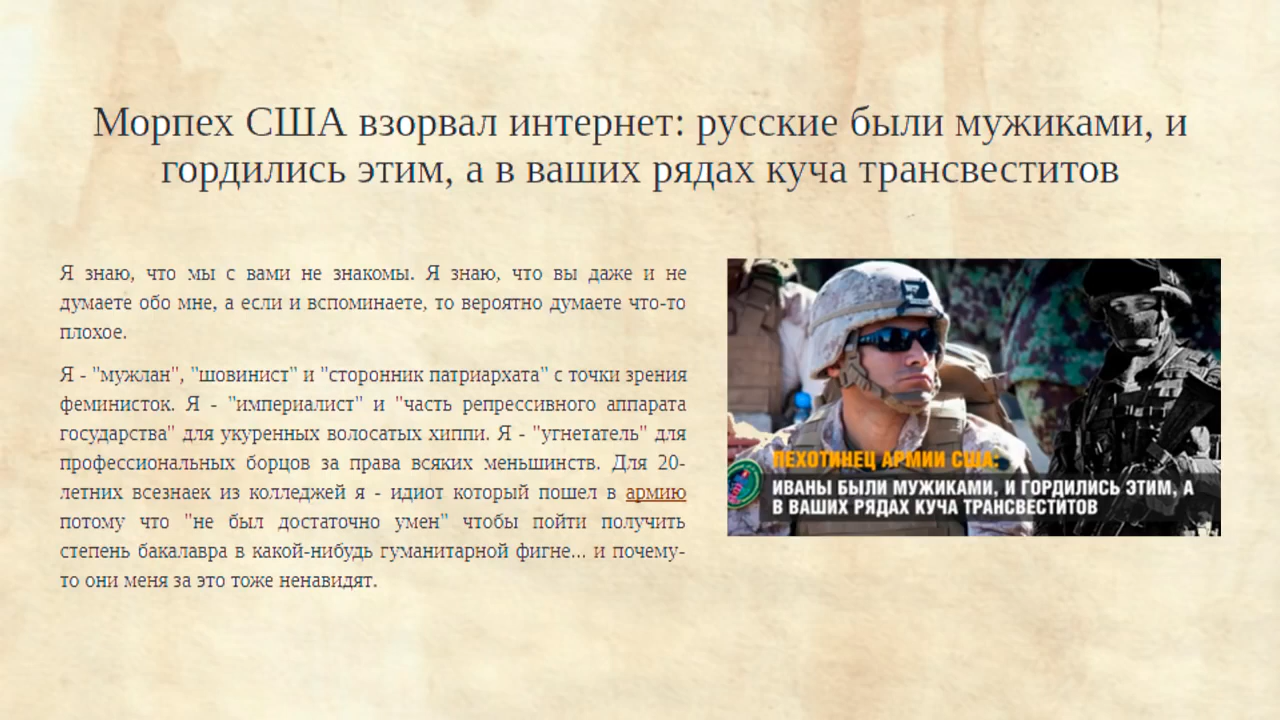 Морпех США взорвал интернет: русские были мужиками, и
гордились этим, а в ваших рядах куча трансвеститов
Я знаю, что мы с вами не знакомы. Я знаю, что вы даже и не
думаете обо мне, а если и вспоминаете, то вероятно думаете что-то
плохое.
Я - "мужлан", "шовинист" и "сторонник патриархата" с точки зрения
феминисток. Я - "империалист" и "часть репрессивного аппарата
государства" для укуренных волосатых хиппи. Я - "угнетатель" для
профессиональных борцов за права всяких меньшинств. Для 20-
летних всезнаек из колледжей я - идиот который пошел в армию
потому что "не был достаточно умен" чтобы пойти получить
степень бакалавра в какой-нибудь гуманитарной фигне... и почему-
то они меня за это тоже ненавидят.
ПЕХОТИНЕЦ АРМИИ США:
ИВАНЫ БЫЛИ МУЖИКАМИ, И ГОРДИЛИСЬ ЭТИМ, А
В ВАШИХ РЯДАХ КУЧА ТРАНСВЕСТИТОВ